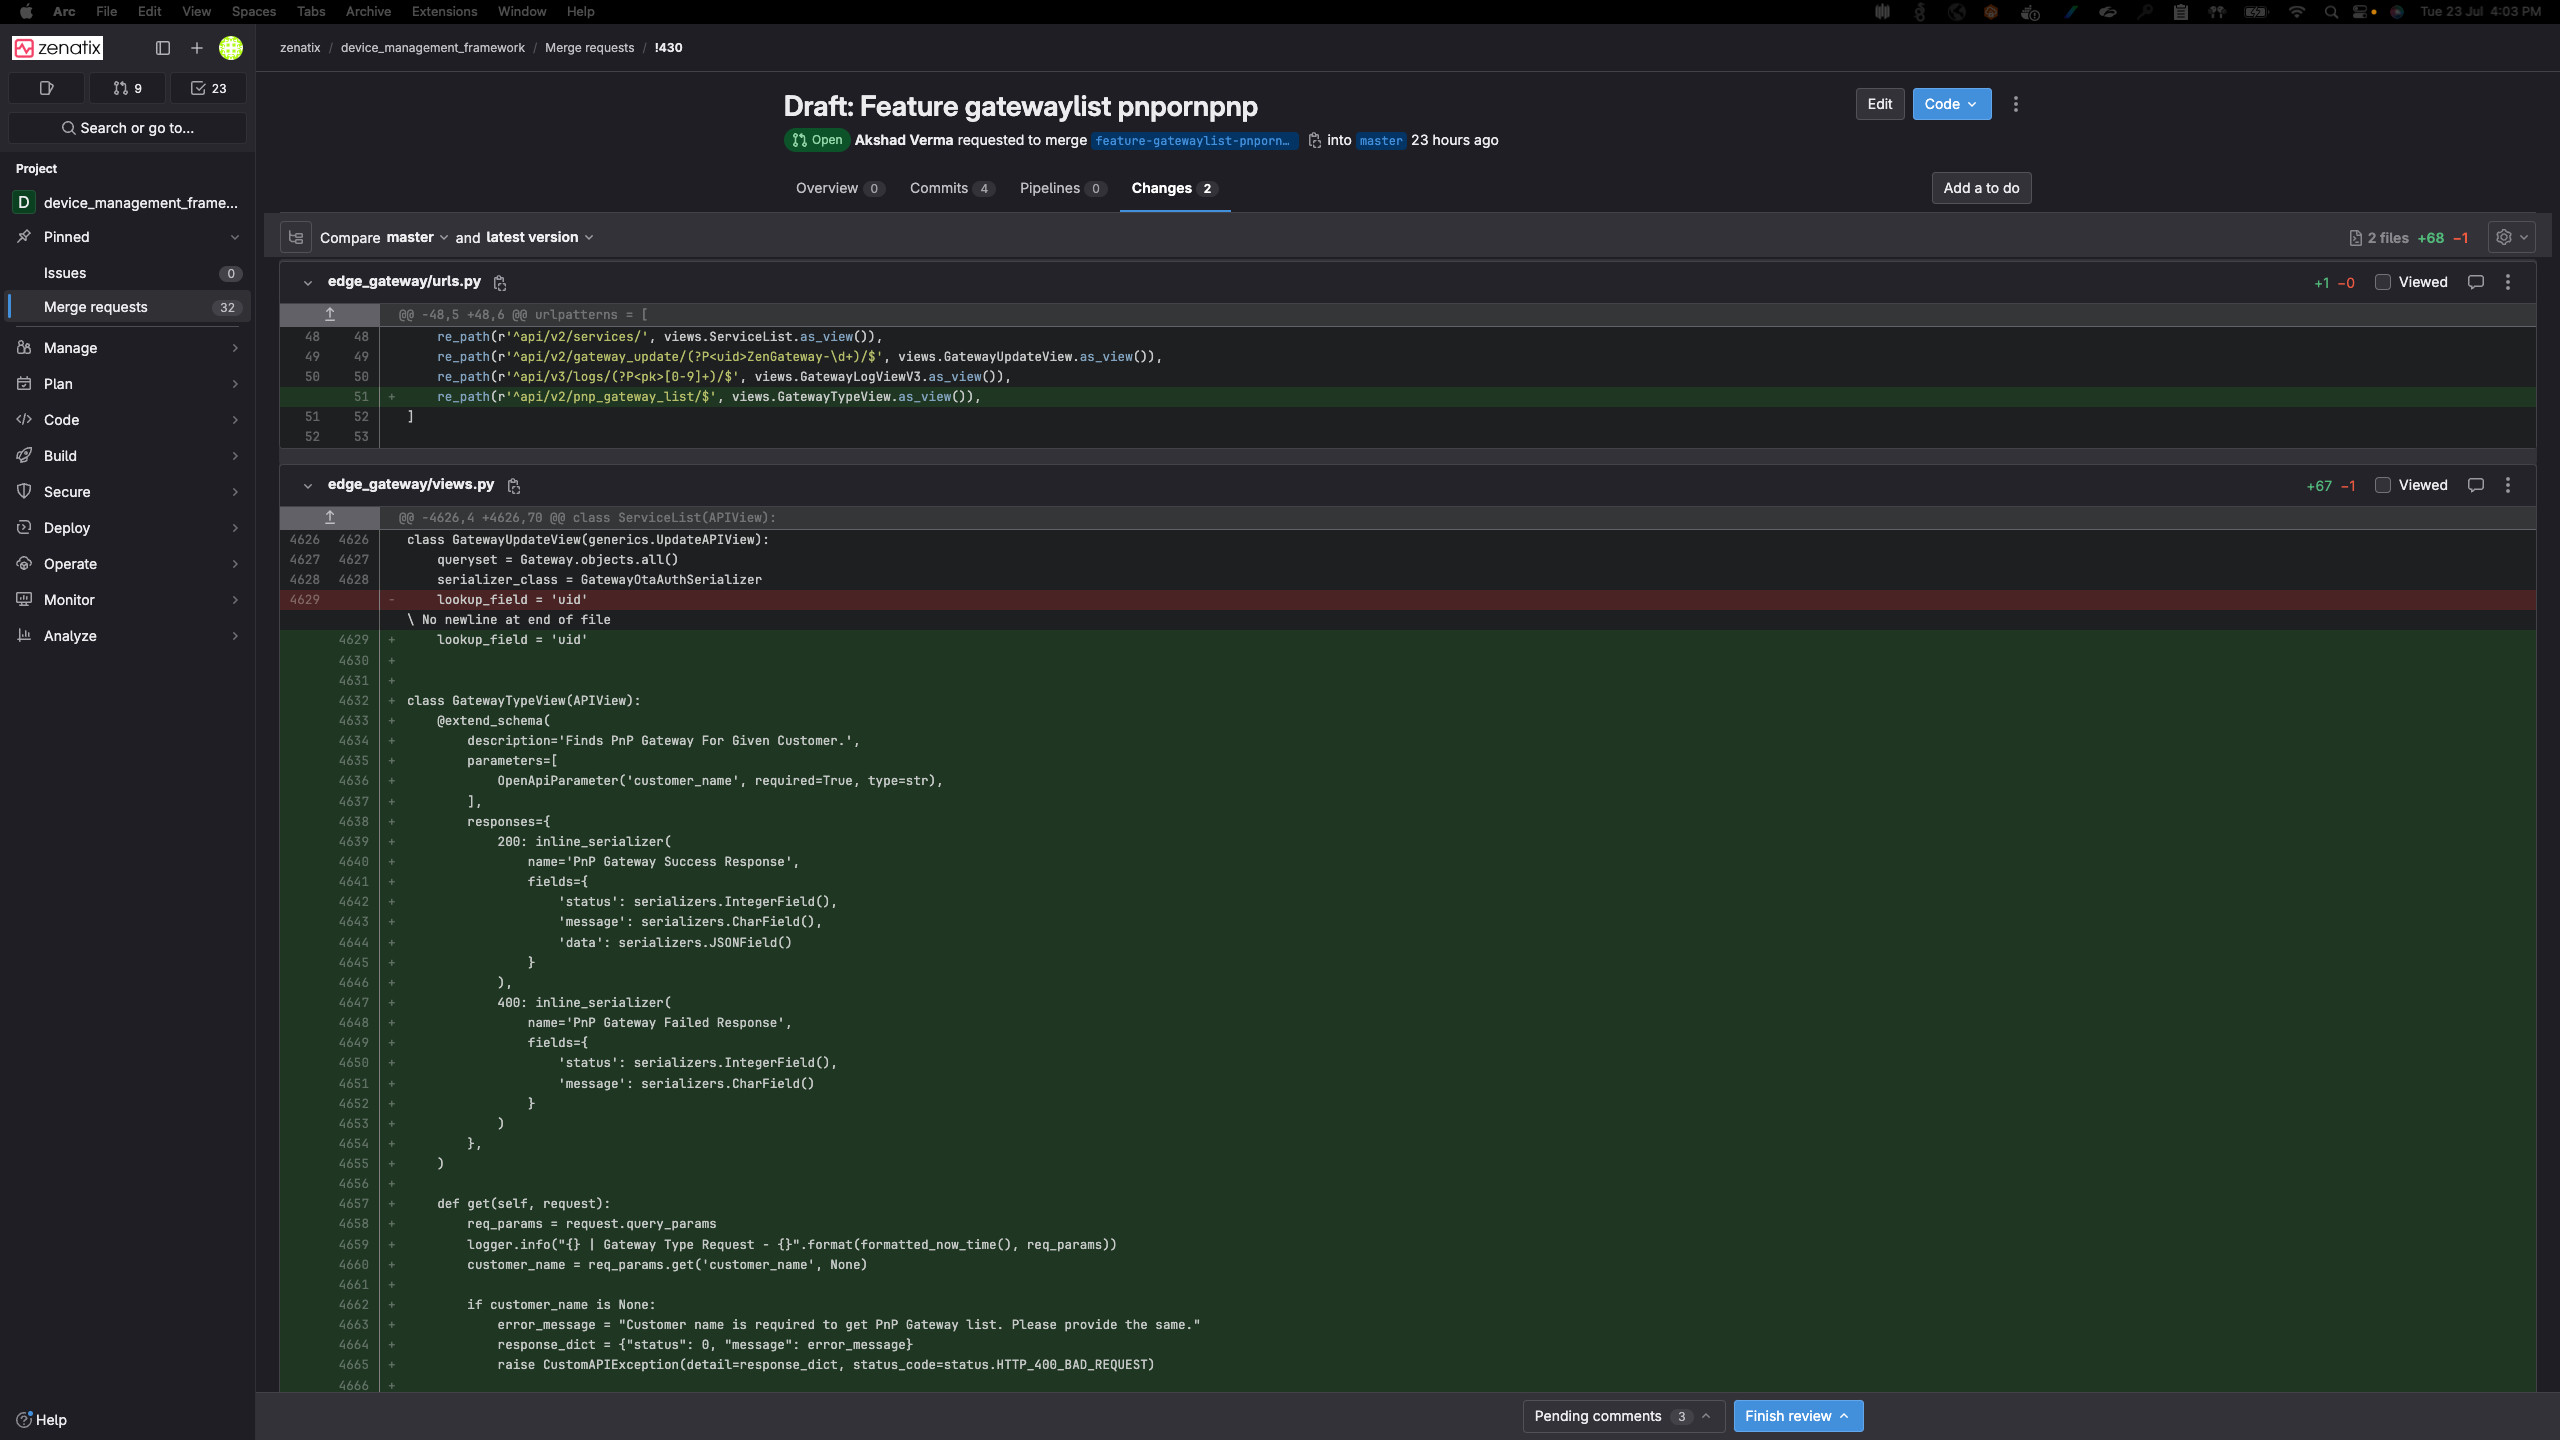 Arc File Edit View Spaces Tabs Archive Extensions Window Help
Tue 23 Jul 4:03 PM
zenatix
9
23
Search or go to...
Project
D device_management_frame...
Pinned
Issues 0
Merge requests 32
Manage
Plan
Code
Build
Secure
Deploy
Operate
Monitor
Analyze
Help
zenatix / device_management_framework / Merge requests / !430
Draft: Feature gatewaylist pnpornpnp
Edit
Code
Open Akshad Verma requested to merge feature-gatewaylist-pnporn… into master 23 hours ago
Overview 0 Commits 4 Pipelines 0 Changes 2
Add a to do
Compare master and latest version
2 files +68 −1
edge_gateway/urls.py
+1 −0 Viewed
@@ -48,5 +48,6 @@ urlpatterns = [
48 48 re_path(r'^api/v2/services/', views.ServiceList.as_view()),
49 49 re_path(r'^api/v2/gateway_update/(?P<uid>ZenGateway-\d+)/$', views.GatewayUpdateView.as_view()),
50 50 re_path(r'^api/v3/logs/(?P<pk>[0-9]+)/$', views.GatewayLogViewV3.as_view()),
51 + re_path(r'^api/v2/pnp_gateway_list/$', views.GatewayTypeView.as_view()),
51 52 ]
52 53
edge_gateway/views.py
+67 −1 Viewed
@@ -4626,4 +4626,70 @@ class ServiceList(APIView):
4626 4626 class GatewayUpdateView(generics.UpdateAPIView):
4627 4627 queryset = Gateway.objects.all()
4628 4628 serializer_class = GatewayOtaAuthSerializer
4629 - lookup_field = 'uid'
\ No newline at end of file
4629 + lookup_field = 'uid'
4630 +
4631 +
4632 + class GatewayTypeView(APIView):
4633 + @extend_schema(
4634 + description='Finds PnP Gateway For Given Customer.',
4635 + parameters=[
4636 + OpenApiParameter('customer_name', required=True, type=str),
4637 + ],
4638 + responses={
4639 + 200: inline_serializer(
4640 + name='PnP Gateway Success Response',
4641 + fields={
4642 + 'status': serializers.IntegerField(),
4643 + 'message': serializers.CharField(),
4644 + 'data': serializers.JSONField()
4645 + }
4646 + ),
4647 + 400: inline_serializer(
4648 + name='PnP Gateway Failed Response',
4649 + fields={
4650 + 'status': serializers.IntegerField(),
4651 + 'message': serializers.CharField()
4652 + }
4653 + )
4654 + },
4655 + )
4656 +
4657 + def get(self, request):
4658 + req_params = request.query_params
4659 + logger.info("{} | Gateway Type Request - {}".format(formatted_now_time(), req_params))
4660 + customer_name = req_params.get('customer_name', None)
4661 +
4662 + if customer_name is None:
4663 + error_message = "Customer name is required to get PnP Gateway list. Please provide the same."
4664 + response_dict = {"status": 0, "message": error_message}
4665 + raise CustomAPIException(detail=response_dict, status_code=status.HTTP_400_BAD_REQUEST)
4666 +
Pending comments 3
Finish review